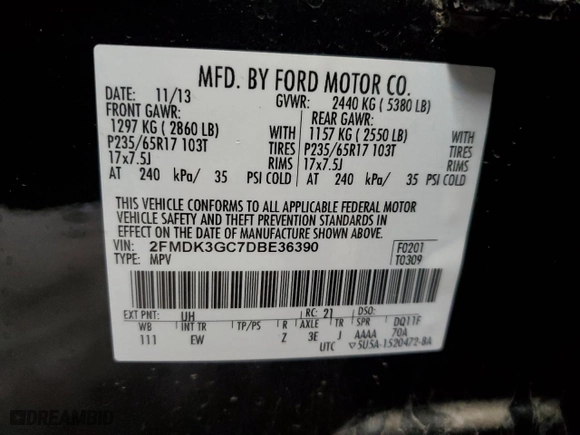 MFD. BY FORD MOTOR CO.
DATE: 11/13 GVWR: 2440 KG ( 5380 LB)
FRONT GAWR: REAR GAWR:
1297 KG ( 2860 LB) WITH 1157 KG ( 2550 LB) WITH
P235/65R17 103T TIRES P235/65R17 103T TIRES
17x7.5J RIMS 17x7.5J RIMS
AT 240 kPa/ 35 PSI COLD AT 240 kPa/ 35 PSI COLD
THIS VEHICLE CONFORMS TO ALL APPLICABLE FEDERAL MOTOR
VEHICLE SAFETY AND THEFT PREVENTION STANDARDS IN
EFFECT ON THE DATE OF MANUFACTURE SHOWN ABOVE.
VIN: 2FMDK3GC7DBE36390 F0201
TYPE: MPV T0309
EXT PNT: UH RC: 21 DSO:
WB INT TR TP/PS R AXLE TR SPR DQ11F
111 EW Z 3E J AAAA 70A
UTC ▽5U5A-1520472-BA
DREAMBID